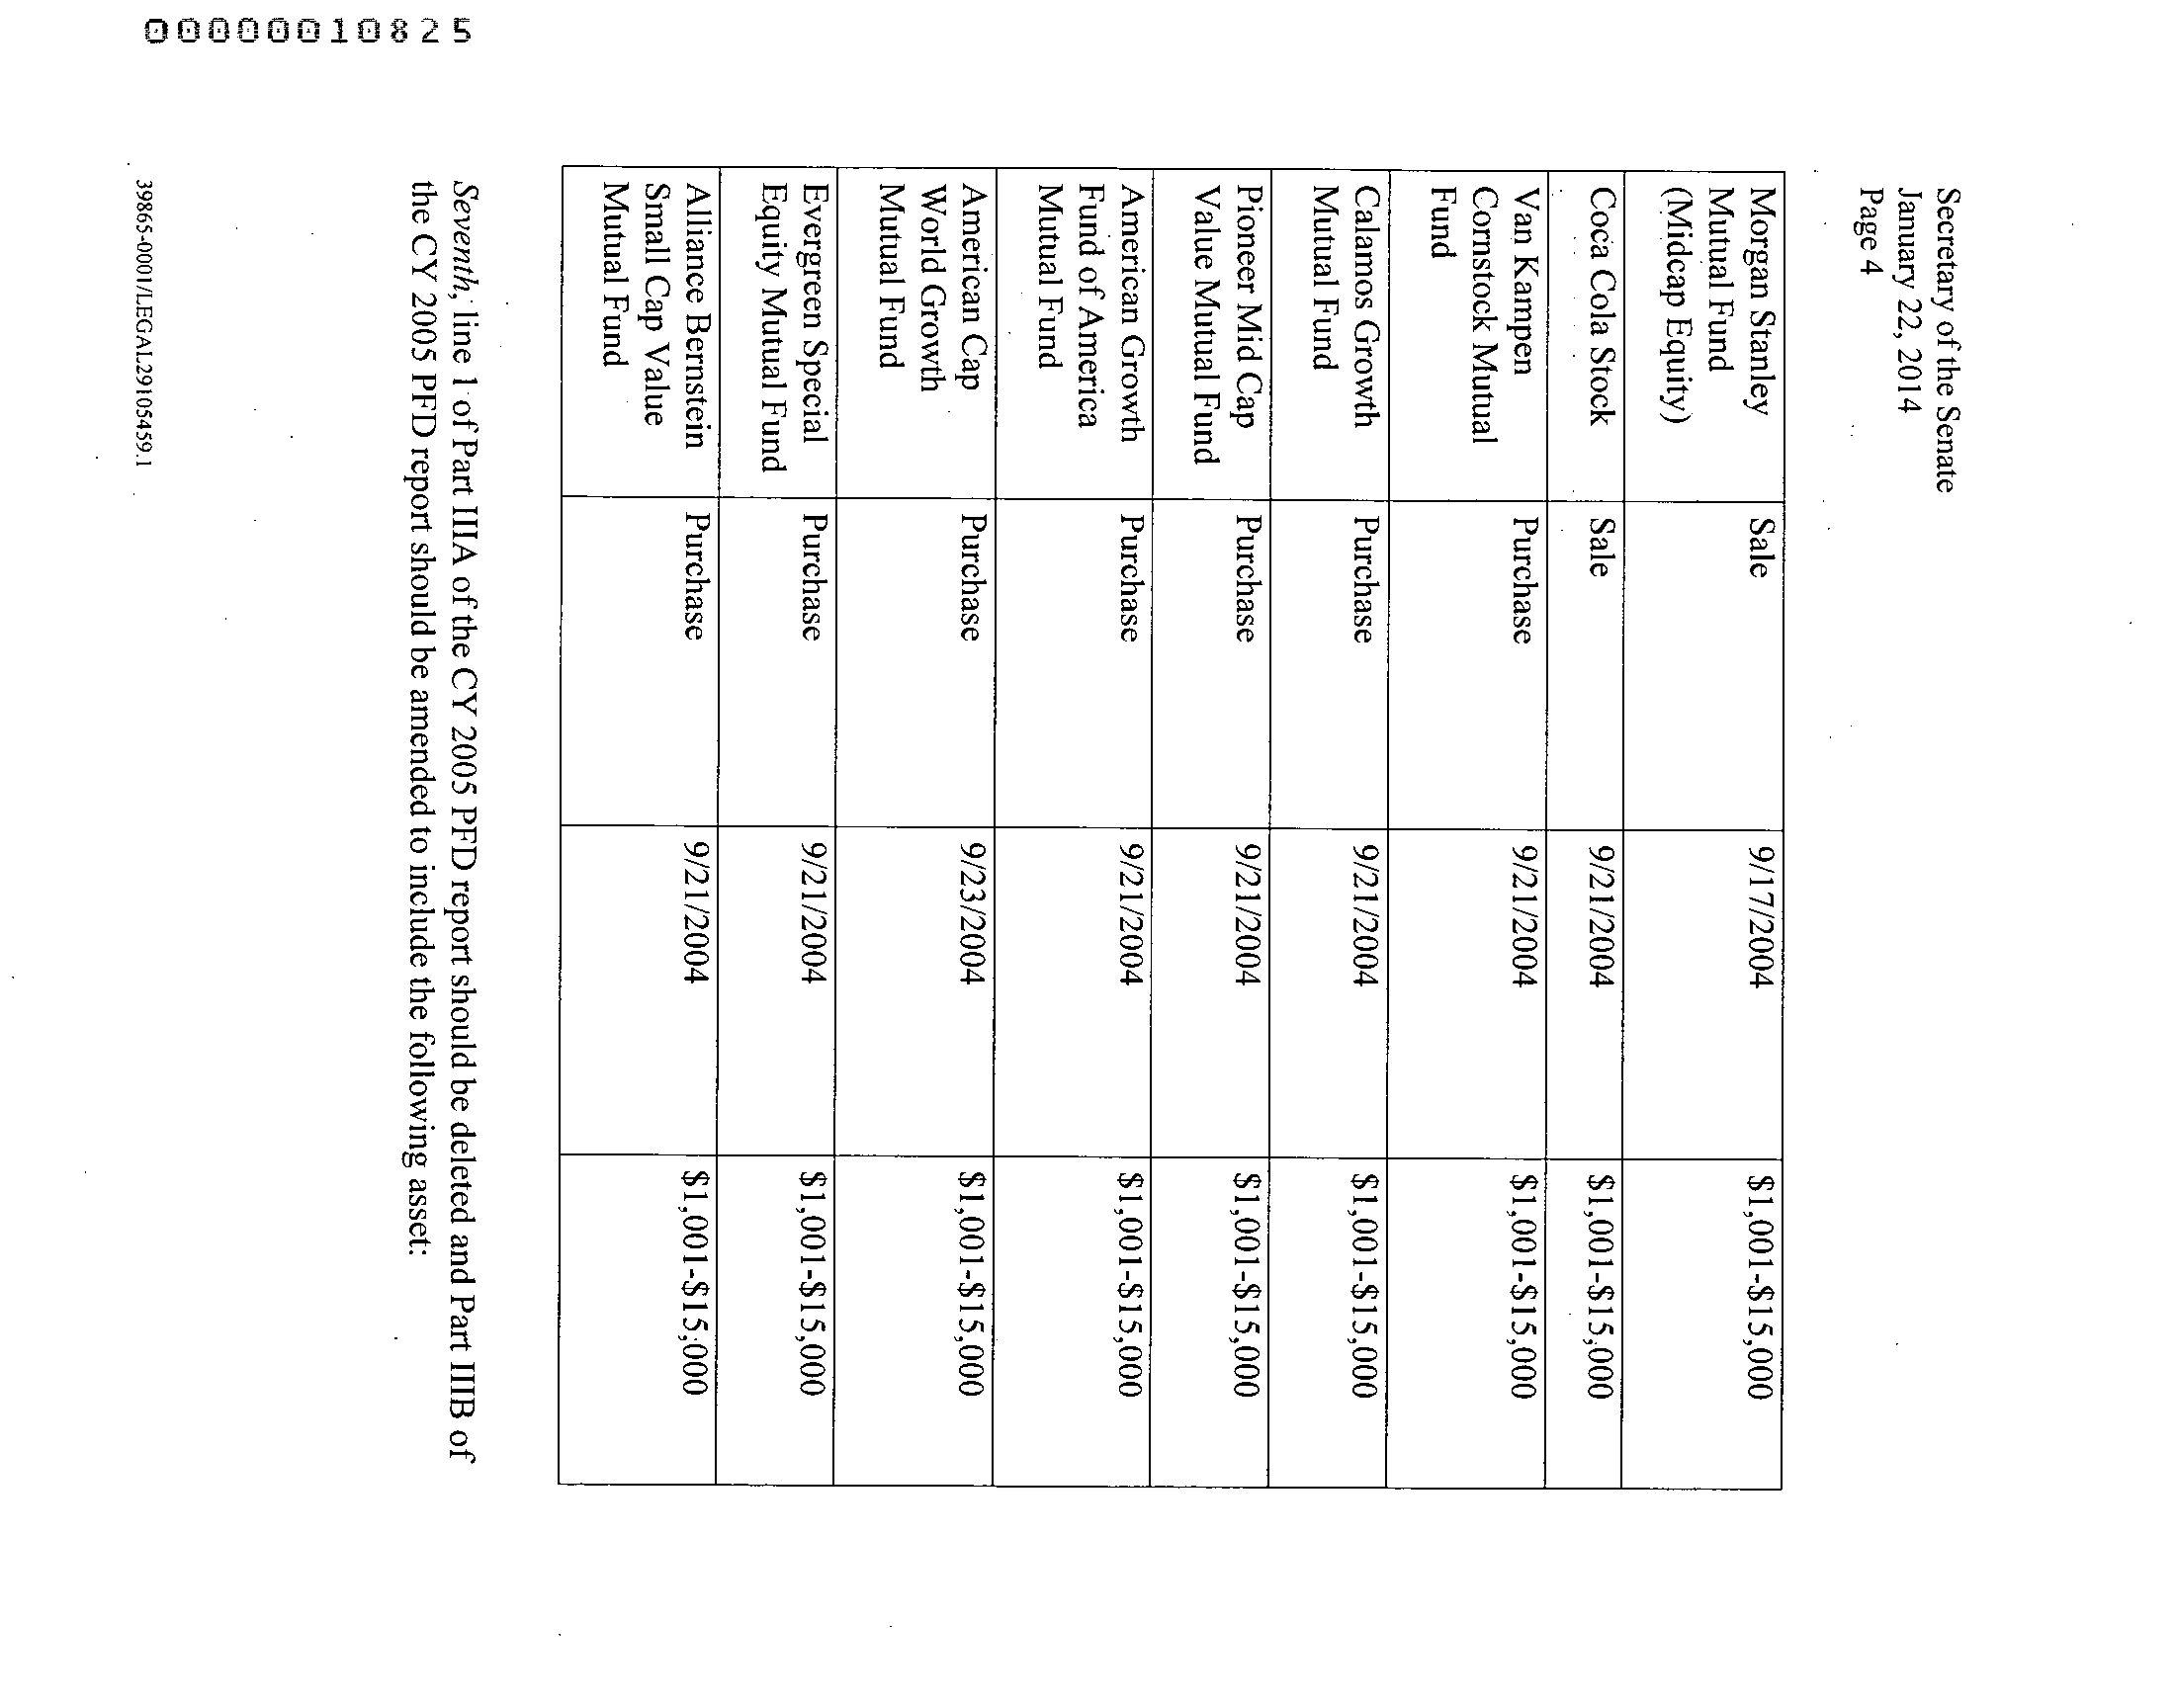 Secretary of the Senate
January 22, 2014
Page 4
Morgan Stanley
Mutual Fund
(Midcap Equity)
Sale
9/17/2004
$1,001-$15,000
Coca Cola Stock
Sale
9/21/2004
$1,001-$15,000
Van Kampen
Comstock Mutual
Fund
Purchase
9/21/2004
$1,001-$15,000
Calamos Growth
Mutual Fund
Purchase
9/21/2004
$1,001-$15,000
Pioneer Mid Cap
Value Mutual Fund
Purchase
9/21/2004
$1,001-$15,000
American Growth
Fund of America
Mutual Fund
Purchase
9/21/2004
$1,001-$15,000
American Cap
World Growth
Mutual Fund
Purchase
9/23/2004
$1,001-$15,000
Evergreen Special
Equity Mutual Fund
Purchase
9/21/2004
$1,001-$15,000
Alliance Bernstein
Small Cap Value
Mutual Fund
Purchase
9/21/2004
$1,001-$15,000
Seventh, line 1 of Part IIIA of the CY 2005 PFD report should be deleted and Part IIIB of
the CY 2005 PFD report should be amended to include the following asset:
39865-0001/LEGAL29105459.1
00000010825